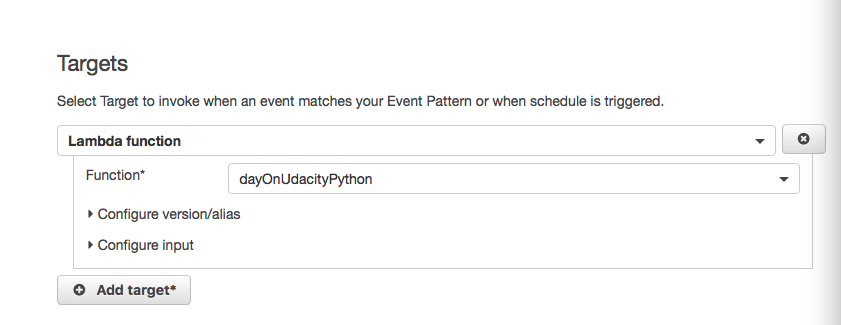 Targets
Select Target to invoke when an event matches your Event Pattern or when schedule is triggered.
Lambda function
Function* dayOnUdacityPython
Configure version/alias
Configure input
Add target*